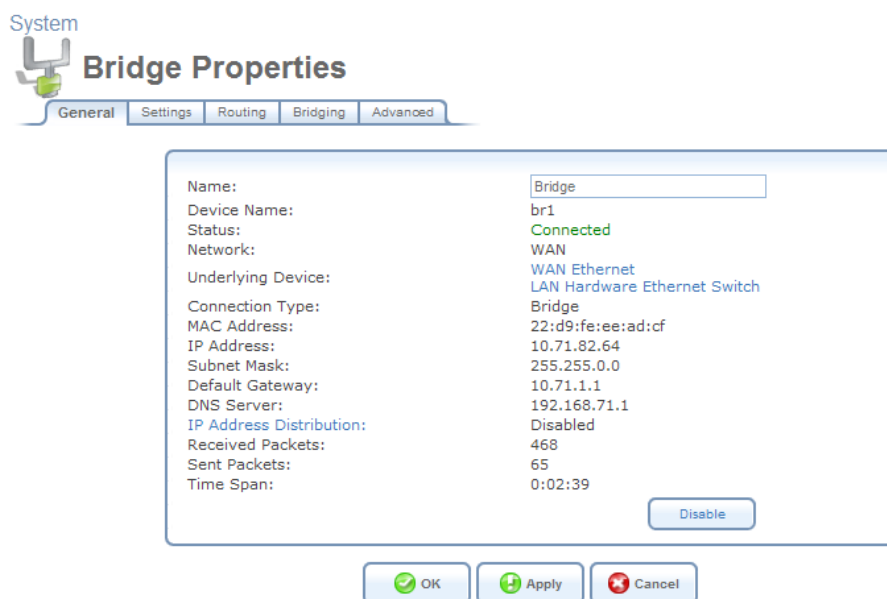 System
Bridge Properties
General Settings Routing Bridging Advanced
Name: Bridge
Device Name: br1
Status: Connected
Network: WAN
Underlying Device: WAN Ethernet
LAN Hardware Ethernet Switch
Connection Type: Bridge
MAC Address: 22:d9:fe:ee:ad:cf
IP Address: 10.71.82.64
Subnet Mask: 255.255.0.0
Default Gateway: 10.71.1.1
DNS Server: 192.168.71.1
IP Address Distribution: Disabled
Received Packets: 468
Sent Packets: 65
Time Span: 0:02:39
Disable
OK Apply Cancel